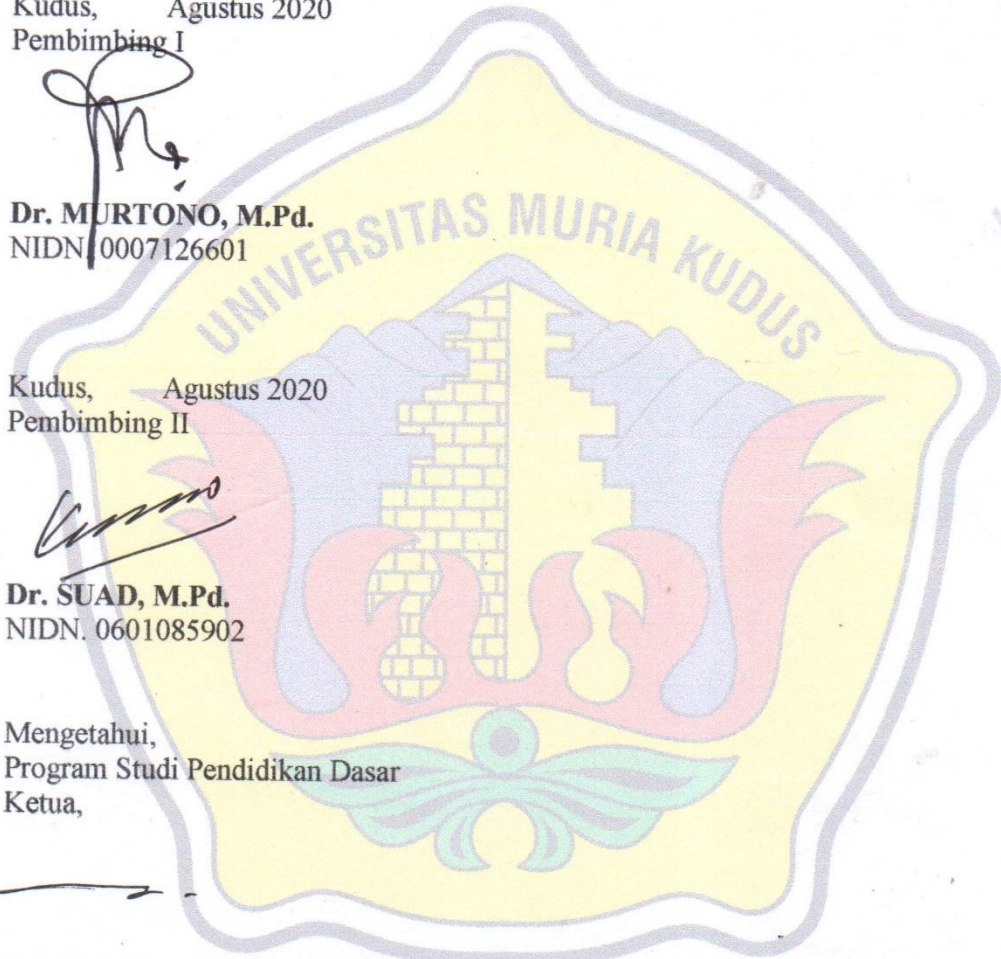 Kudus, Agustus 2020
Pembimbing I
Dr. MURTONO, M.Pd.
NIDN. 0007126601
UNIVERSITAS MURIA KUDUS
Kudus, Agustus 2020
Pembimbing II
Dr. SUAD, M.Pd.
NIDN. 0601085902
Mengetahui,
Program Studi Pendidikan Dasar
Ketua,